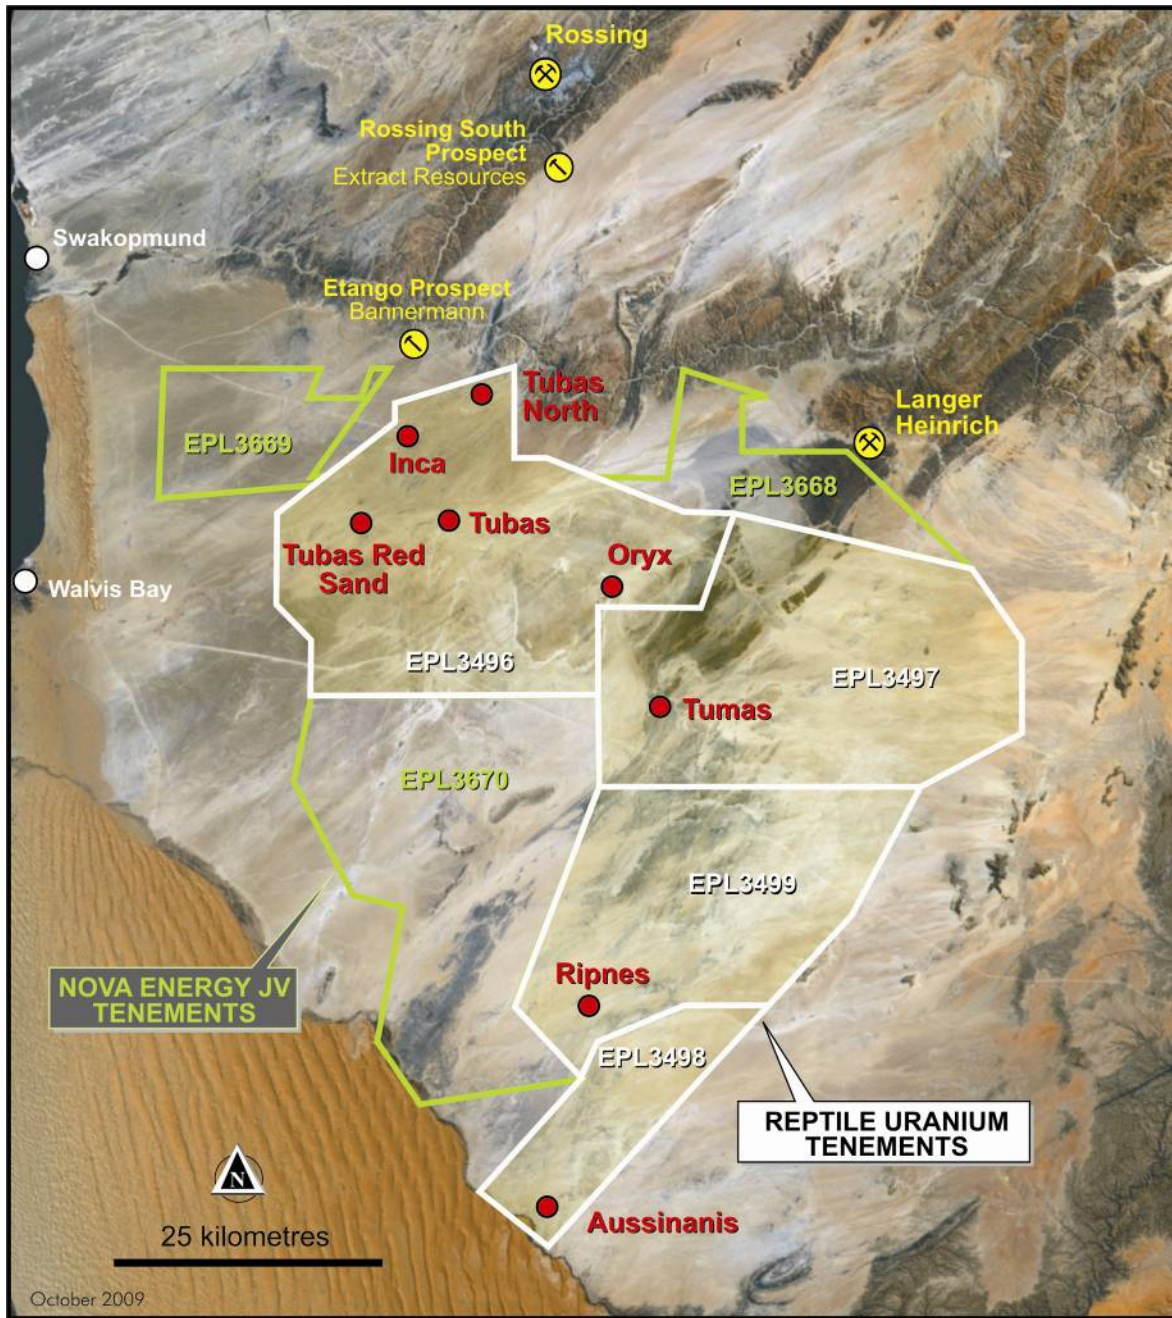 Rossing
Rossing South
Prospect
Extract Resources
Swakopmund
Etango Prospect
Bannermann
Tubas
North
Langer
Heinrich
EPL3669
Inca
EPL3668
Tubas
Tubas Red
Sand
Oryx
Walvis Bay
EPL3496
EPL3497
Tumas
EPL3670
EPL3499
Ripnes
NOVA ENERGY JV
TENEMENTS
EPL3498
REPTILE URANIUM
TENEMENTS
N
Aussinanis
25 kilometres
October 2009